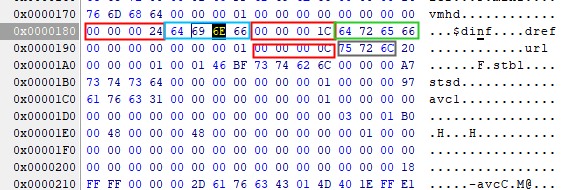 0x0000170 76 6D 68 64 00 00 00 01 00 00 00 00 00 00 00 00 vmhd............
0x0000180 00 00 00 24 64 69 6E 66 00 00 00 1C 64 72 65 66 ...$dinf....dref
0x0000190 00 00 00 00 00 00 00 01 00 00 00 0C 75 72 6C 20 ............url
0x00001A0 00 00 00 01 00 01 46 BF 73 74 62 6C 00 00 00 A7 ......F.stbl....
0x00001B0 73 74 73 64 00 00 00 00 00 00 00 01 00 00 00 97 stsd............
0x00001C0 61 76 63 31 00 00 00 00 00 00 00 01 00 00 00 00 avc1............
0x00001D0 00 00 00 00 00 00 00 00 00 00 00 00 03 00 01 B0 ................
0x00001E0 00 48 00 00 00 48 00 00 00 00 00 00 00 01 00 00 .H...H..........
0x00001F0 00 00 00 00 00 00 00 00 00 00 00 00 00 00 00 00 ................
0x0000200 00 00 00 00 00 00 00 00 00 00 00 00 00 00 00 18 ................
0x0000210 FF FF 00 00 00 2D 61 76 63 43 01 4D 40 1E FF E1 .....-avcC.M@...